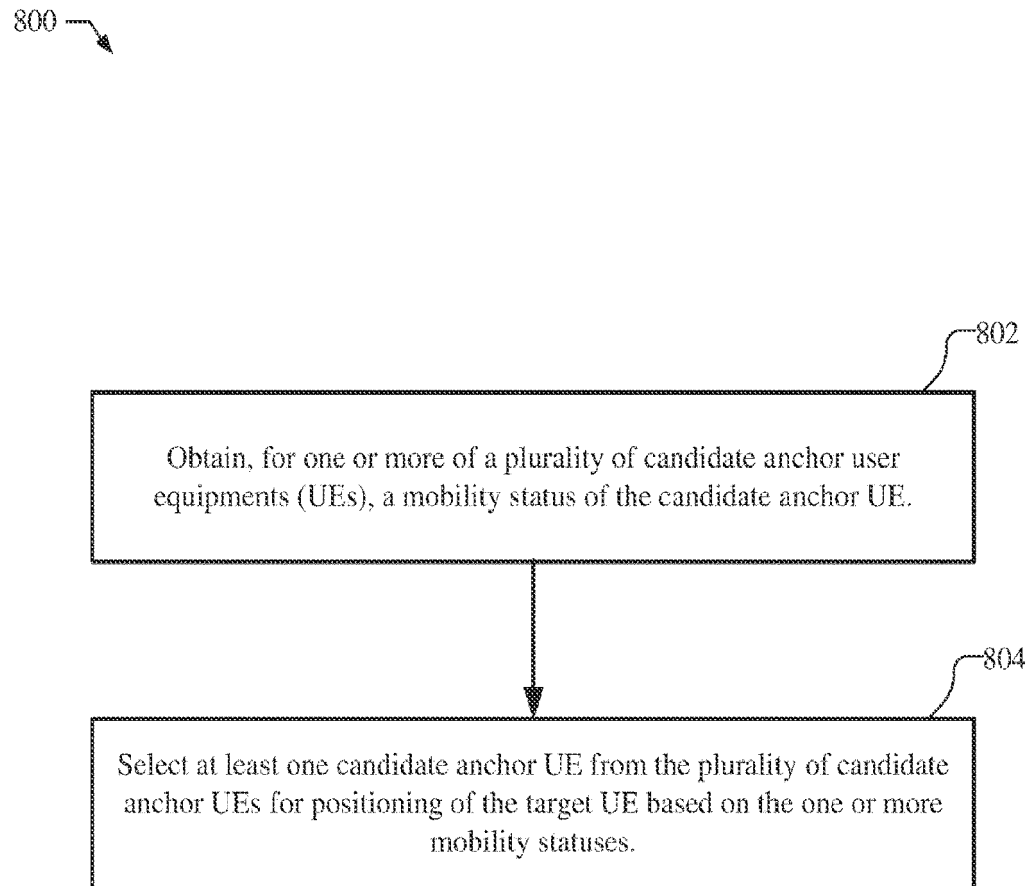 800
802
Obtain, for one or more of a plurality of candidate anchor user
equipments (UEs), a mobility status of the candidate anchor UE.
804
Select at least one candidate anchor UE from the plurality of candidate
anchor UEs for positioning of the target UE based on the one or more
mobility statuses.